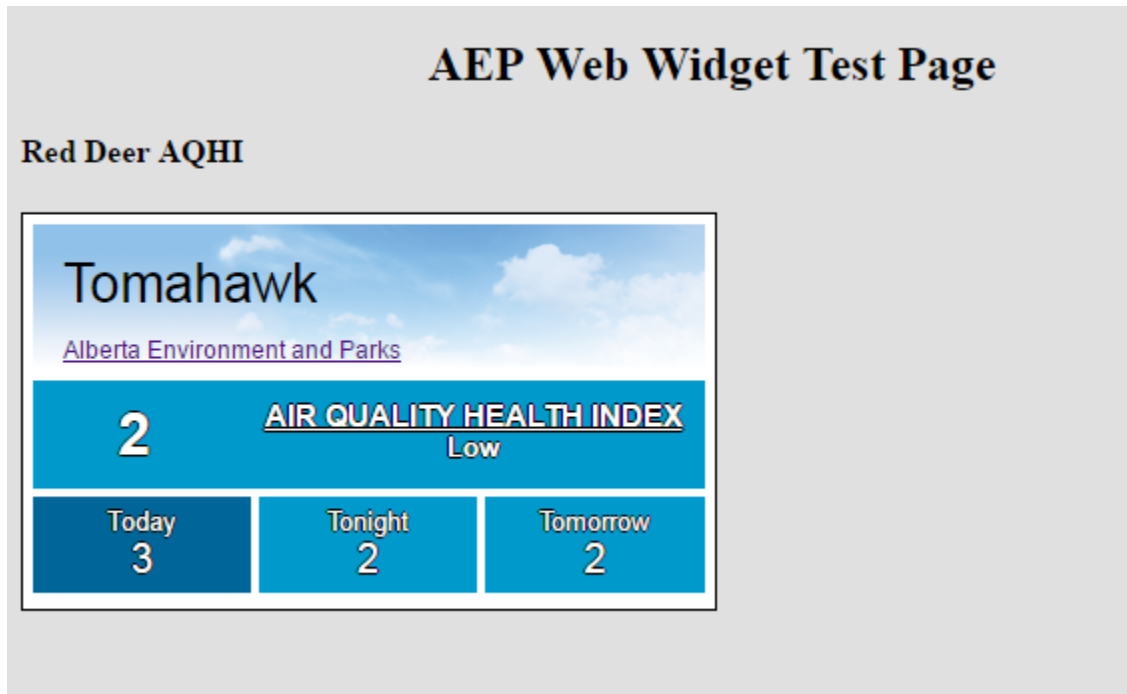 AEP Web Widget Test Page
Red Deer AQHI
Tomahawk
Alberta Environment and Parks
2
AIR QUALITY HEALTH INDEX
Low
Today
3
Tonight
2
Tomorrow
2